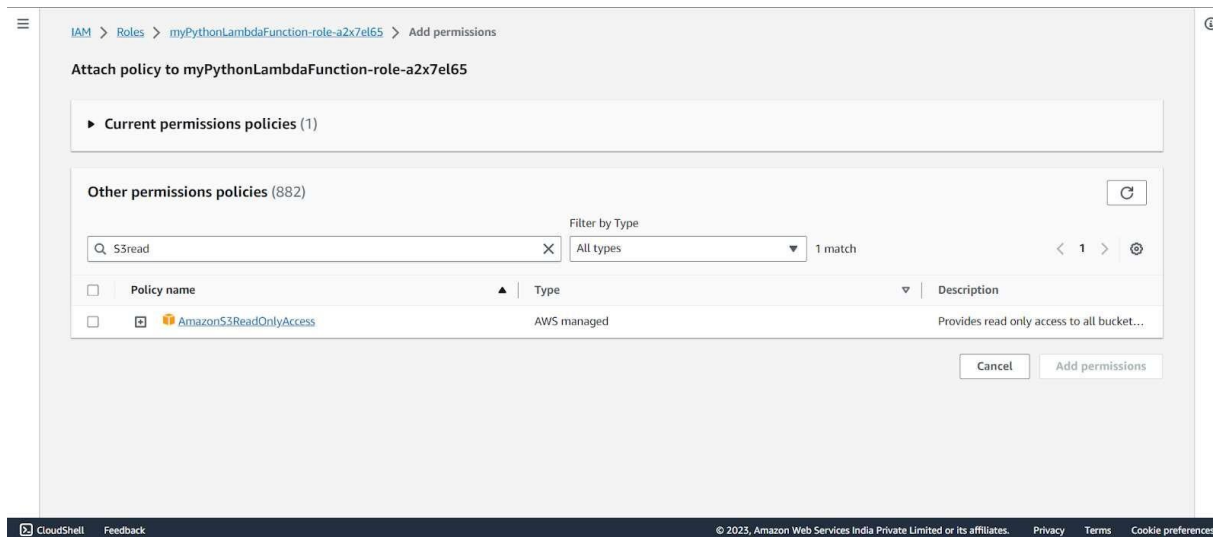 IAM > Roles > myPythonLambdaFunction-role-a2x7el65 > Add permissions
Attach policy to myPythonLambdaFunction-role-a2x7el65
Current permissions policies (1)
Other permissions policies (882)
Filter by Type
S3read
All types
1 match
1
Policy name
Type
Description
AmazonS3ReadOnlyAccess
AWS managed
Provides read only access to all bucket...
Cancel
Add permissions
CloudShell Feedback © 2023, Amazon Web Services India Private Limited or its affiliates. Privacy Terms Cookie preferences